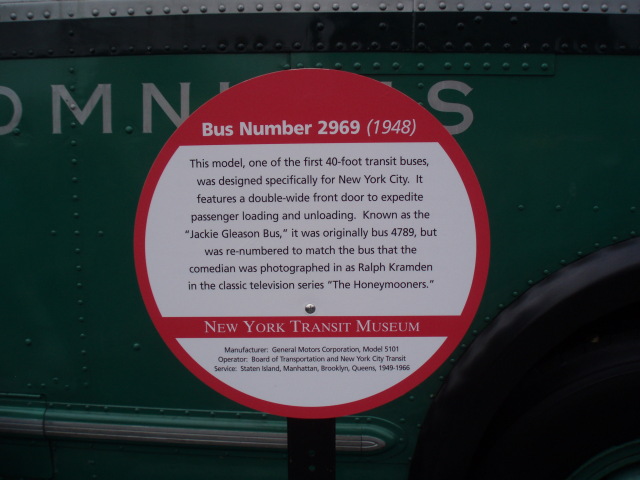 OMN S
Bus Number 2969 (1948)
This model, one of the first 40-foot transit buses,
was designed specifically for New York City. It
features a double-wide front door to expedite
passenger loading and unloading. Known as the
"Jackie Gleason Bus," it was originally bus 4789, but
was re-numbered to match the bus that the
comedian was photographed in as Ralph Kramden
in the classic television series "The Honeymooners."
NEW YORK TRANSIT MUSEUM
Manufacturer: General Motors Corporation, Model 5101
Operator: Board of Transportation and New York City Transit
Service: Staten Island, Manhattan, Brooklyn, Queens, 1949-1966